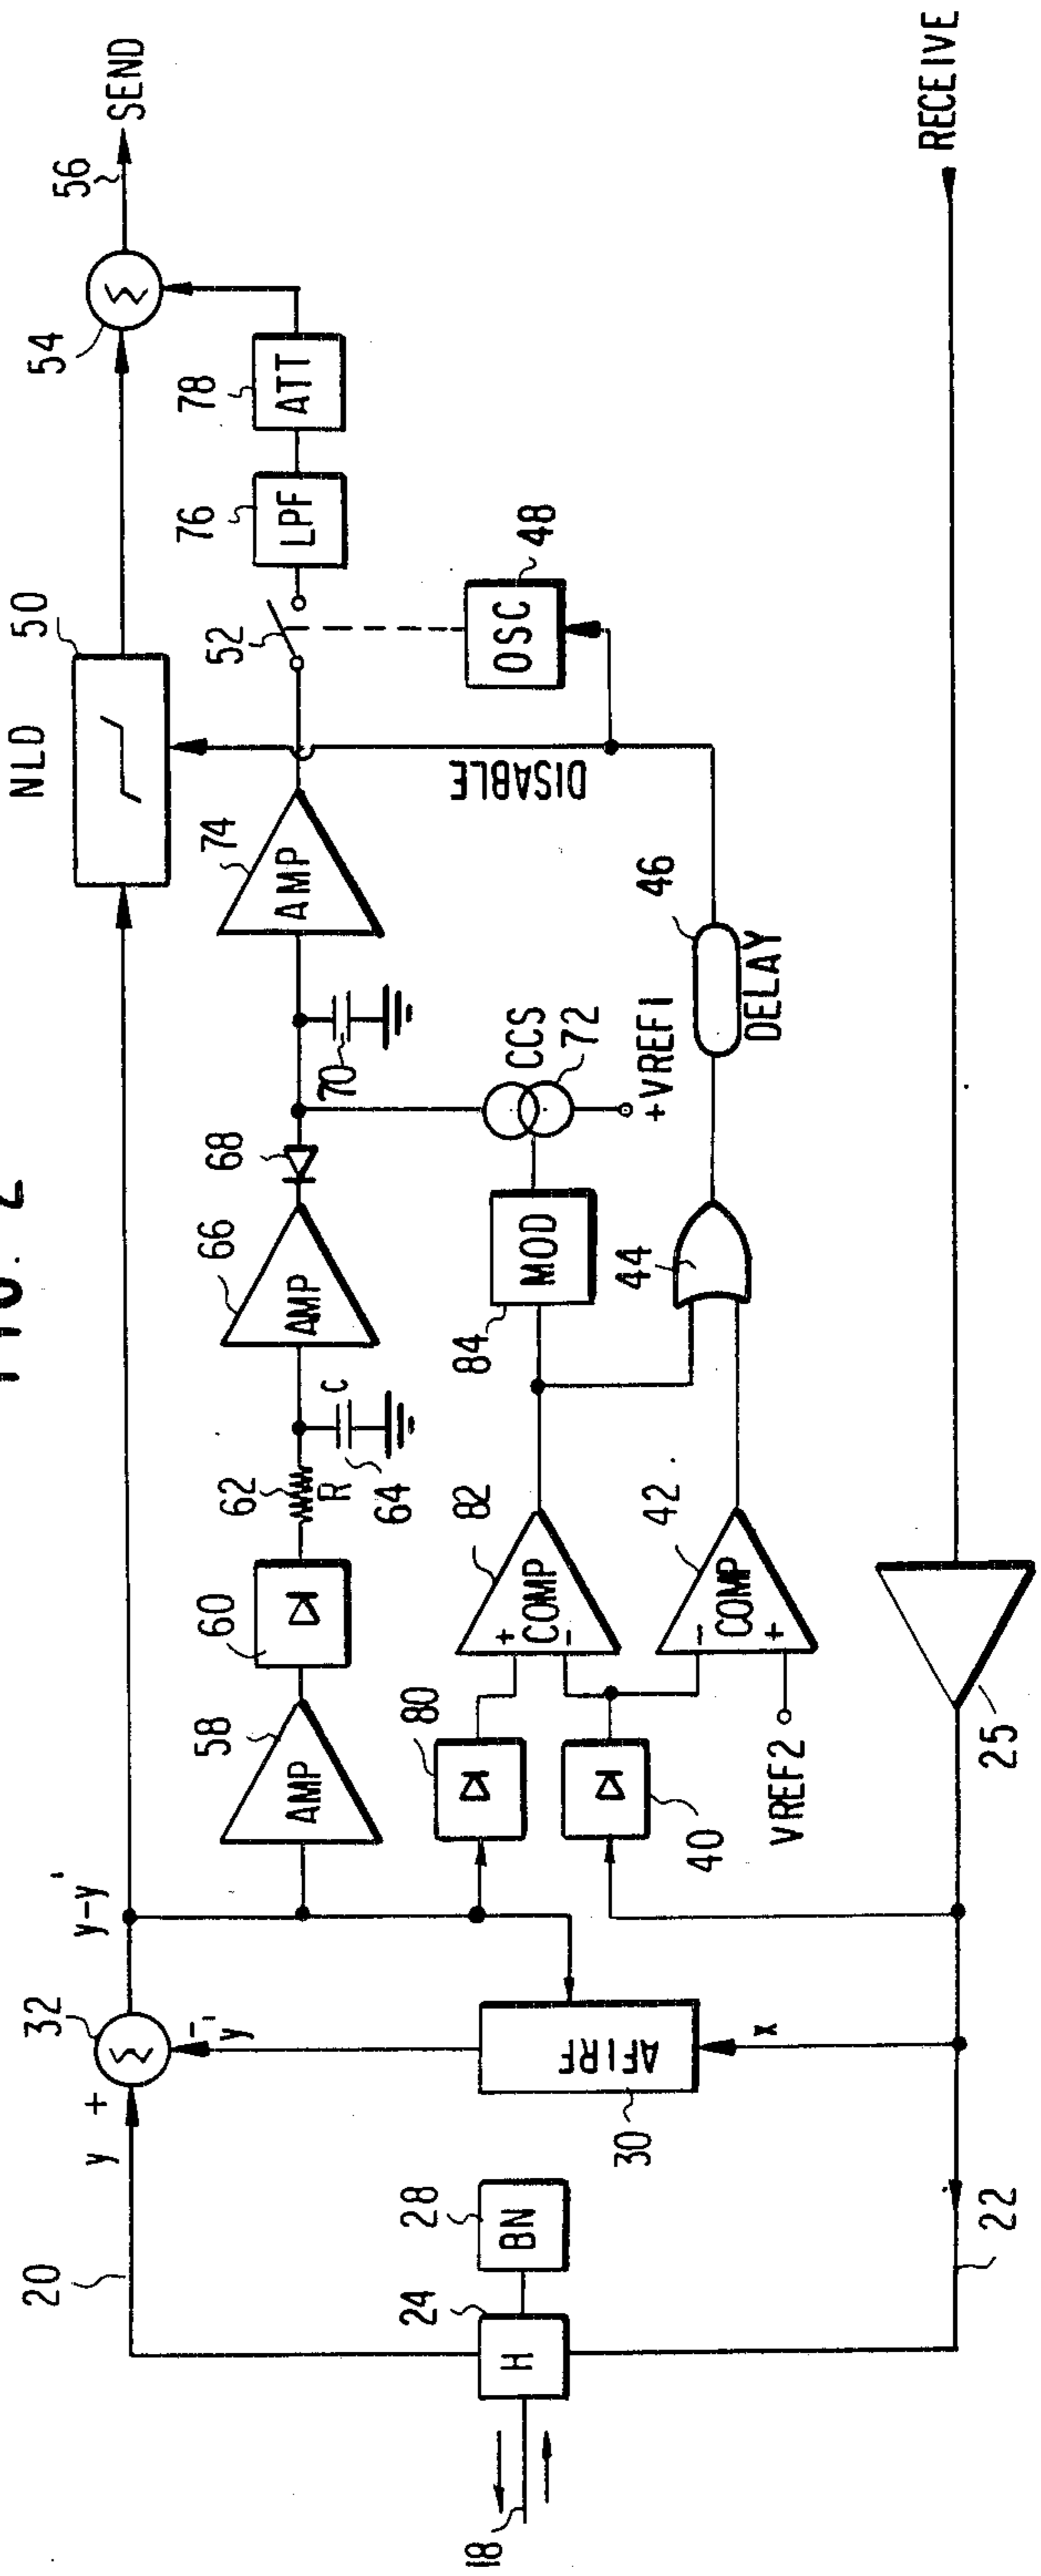 FIG. 2
NLD
50
54
56
SEND
y
+
32
y-y'
20
-y'
58
AMP
60
62
R
C
64
66
AMP
68
70
74
AMP
52
76
LPF
78
ATT
CCS
72
+VREF1
DISABLE
OSC
48
80
82
+
COMP
-
84
MOD
44
46
DELAY
40
42
-
COMP
+
VREF2
18
H
24
BN
28
AFIRF
30
x
22
25
RECEIVE